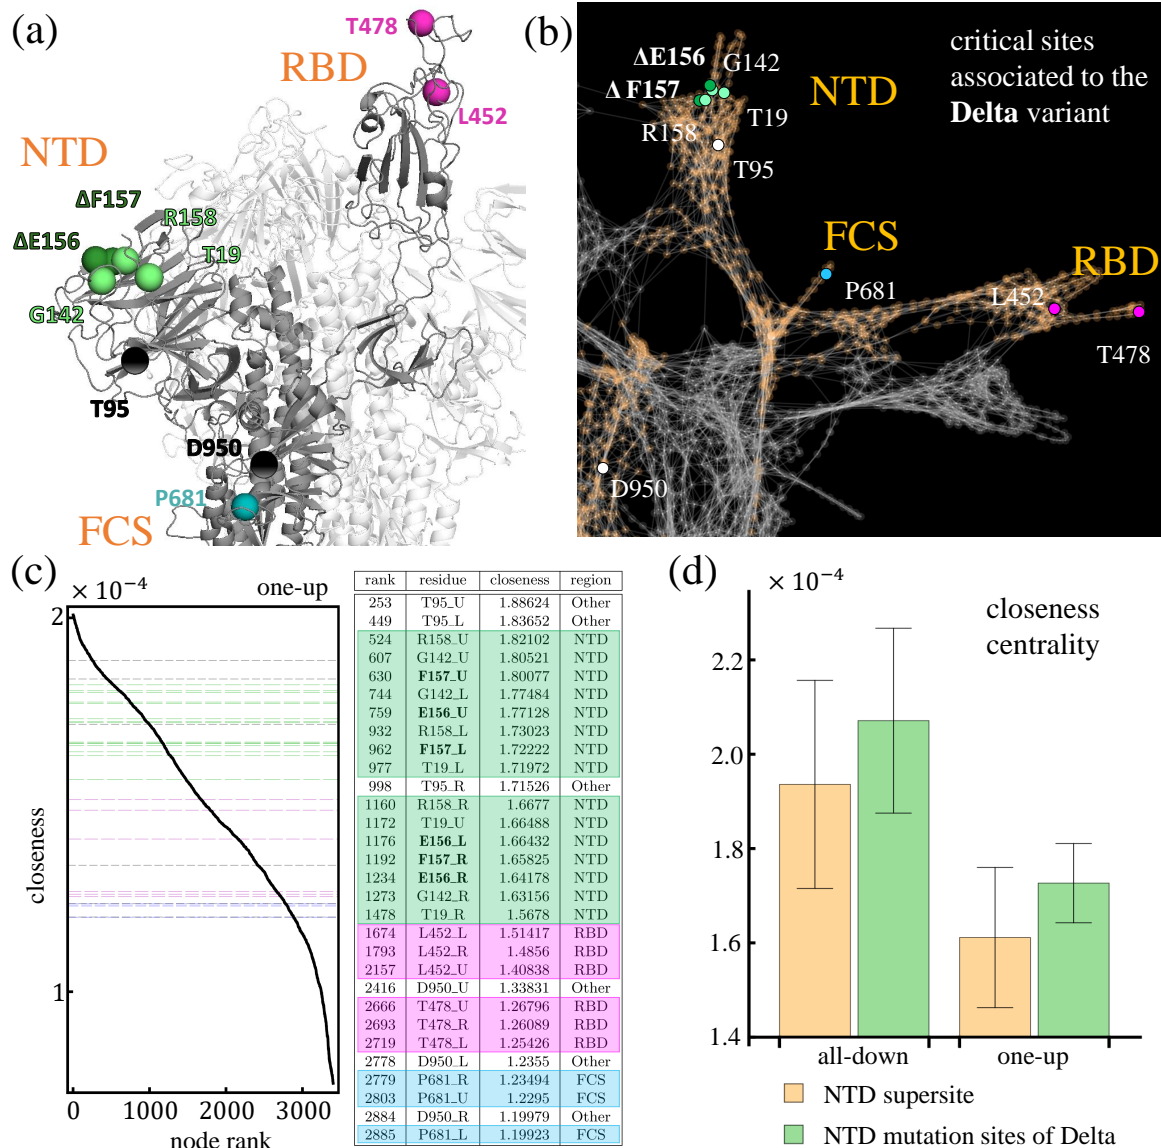 (a)
T478
RBD
L452
NTD
ΔF157
R158
ΔE156
T19
G142
T95
D950
P681
FCS
(b)
ΔE156
G142
NTD
critical sites
associated to the
Delta variant
Δ F157
T19
R158
T95
FCS
RBD
P681
L452
T478
D950
(c)
× 10⁻⁴
one-up
2
1
closeness
0 1000 2000 3000
node rank
rank residue closeness region
253 T95_U 1.88624 Other
449 T95_L 1.83652 Other
524 R158_U 1.82102 NTD
607 G142_U 1.80521 NTD
630 F157_U 1.80077 NTD
744 G142_L 1.77484 NTD
759 E156_U 1.77128 NTD
932 R158_L 1.73023 NTD
962 F157_L 1.72222 NTD
977 T19_L 1.71972 NTD
998 T95_R 1.71526 Other
1160 R158_R 1.6677 NTD
1172 T19_U 1.66488 NTD
1176 E156_L 1.66432 NTD
1192 F157_R 1.65825 NTD
1234 E156_R 1.64178 NTD
1273 G142_R 1.63156 NTD
1478 T19_R 1.5678 NTD
1674 L452_L 1.51417 RBD
1793 L452_R 1.4856 RBD
2157 L452_U 1.40838 RBD
2416 D950_U 1.33831 Other
2666 T478_U 1.26796 RBD
2693 T478_R 1.26089 RBD
2719 T478_L 1.25426 RBD
2778 D950_L 1.2355 Other
2779 P681_R 1.23494 FCS
2803 P681_U 1.2295 FCS
2884 D950_R 1.19979 Other
2885 P681_L 1.19923 FCS
(d)
× 10⁻⁴
closeness
centrality
2.2
2.0
1.8
1.6
1.4
all-down one-up
NTD supersite
NTD mutation sites of Delta